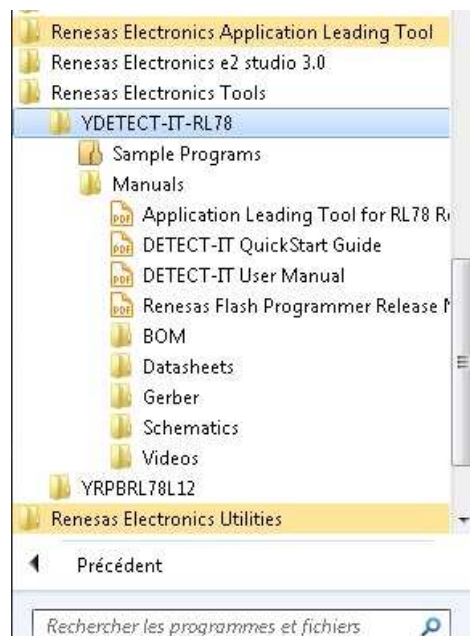 Renesas Electronics Application Leading Tool
Renesas Electronics e2 studio 3.0
Renesas Electronics Tools
YDETECT-IT-RL78
Sample Programs
Manuals
Application Leading Tool for RL78
DETECT-IT QuickStart Guide
DETECT-IT User Manual
Renesas Flash Programmer Release
BOM
Datasheets
Gerber
Schematics
Videos
YRPBRL78L12
Renesas Electronics Utilities
Précédent
Rechercher les programmes et fichiers